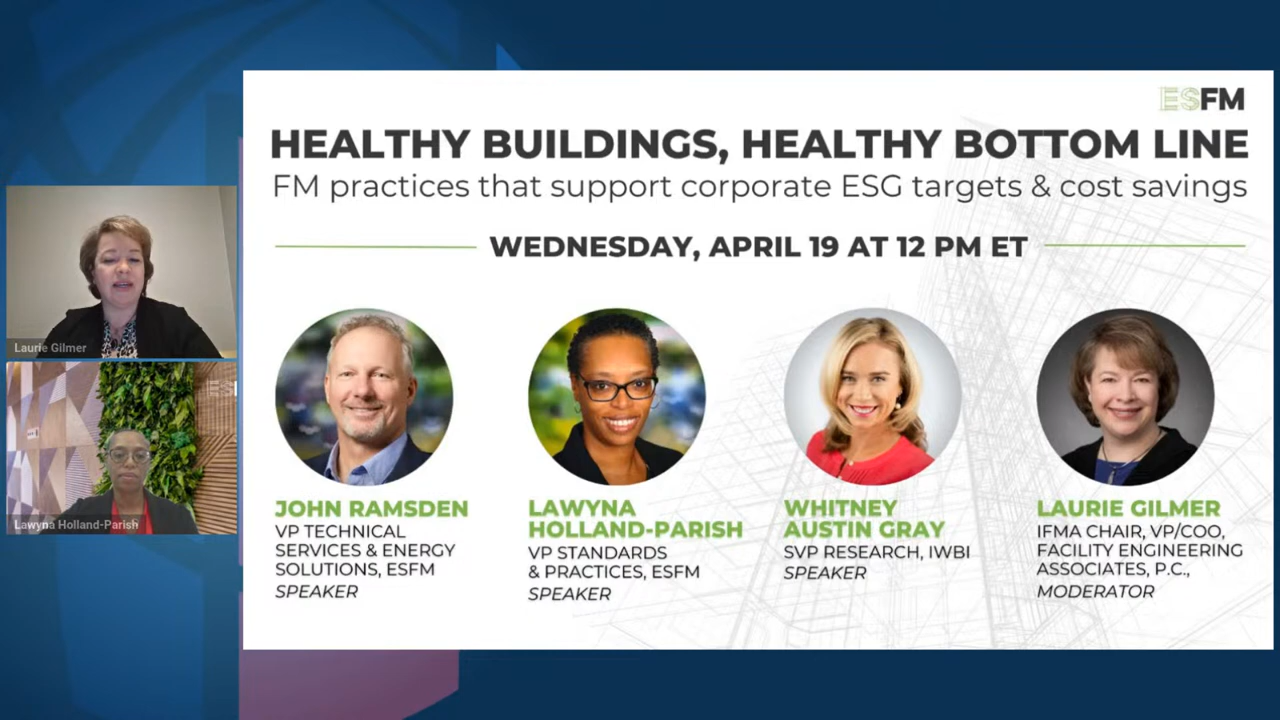 ESFM
HEALTHY BUILDINGS, HEALTHY BOTTOM LINE
FM practices that support corporate ESG targets & cost savings
WEDNESDAY, APRIL 19 AT 12 PM ET
JOHN RAMSDEN
VP TECHNICAL
SERVICES & ENERGY
SOLUTIONS, ESFM
SPEAKER
LAWYNA
HOLLAND-PARISH
VP STANDARDS
& PRACTICES, ESFM
SPEAKER
WHITNEY
AUSTIN GRAY
SVP RESEARCH, IWBI
SPEAKER
LAURIE GILMER
IFMA CHAIR, VP/COO,
FACILITY ENGINEERING
ASSOCIATES, P.C.,
MODERATOR
Laurie Gilmer
Lawyna Holland-Parish